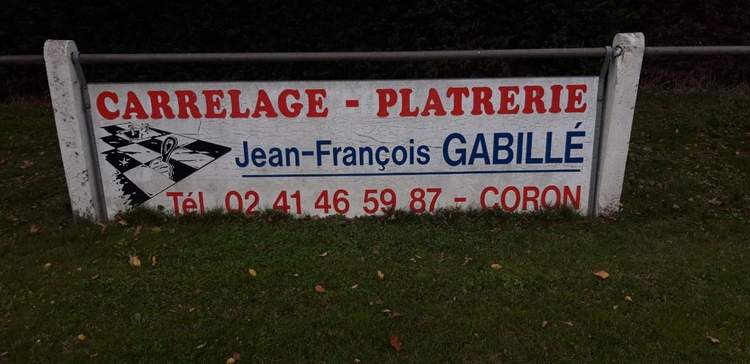 CARRELAGE - PLATRERIE
Jean-François GABILLÉ
Tél. 02 41 46 59 87 - CORON